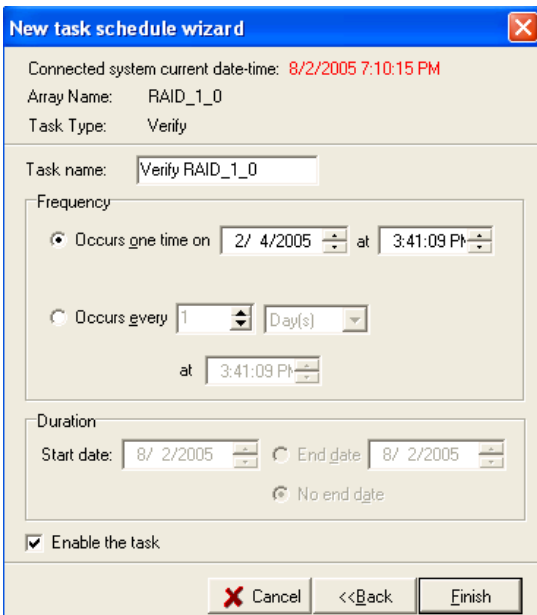 New task schedule wizard
Connected system current date-time: 8/2/2005 7:10:15 PM
Array Name: RAID_1_0
Task Type: Verify
Task name: Verify RAID_1_0
Frequency
Occurs one time on 2/ 4/2005 at 3:41:09 PM
Occurs every 1 Day(s)
at 3:41:09 PM
Duration
Start date: 8/ 2/2005 End date 8/ 2/2005
No end date
Enable the task
Cancel <<Back Finish